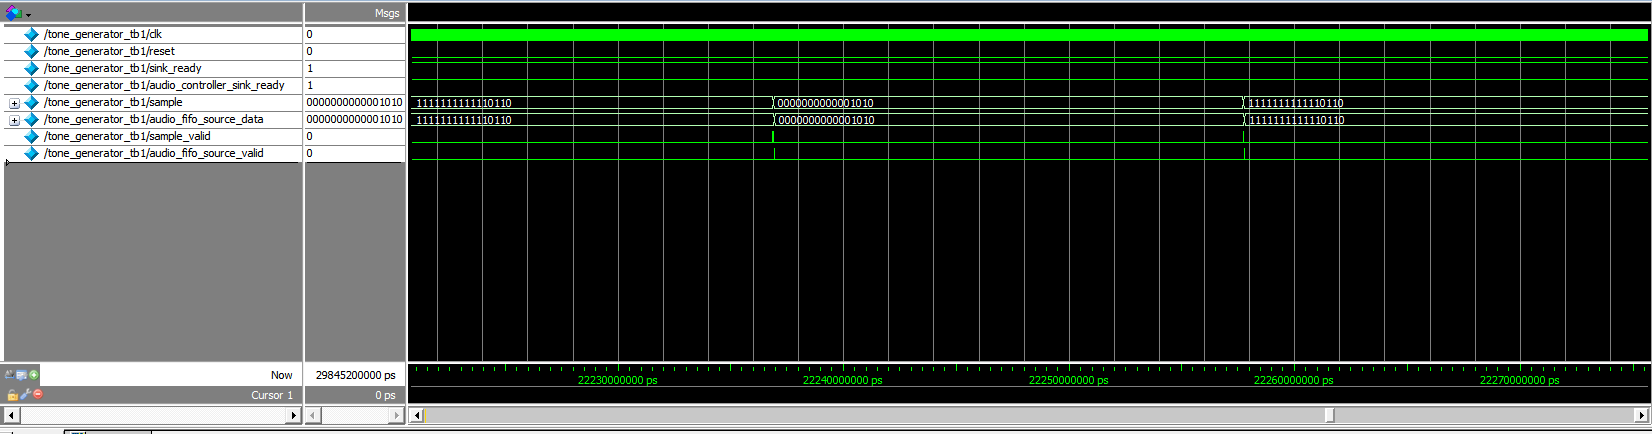 Msgs
/tone_generator_tb1/clk 0
/tone_generator_tb1/reset 0
/tone_generator_tb1/sink_ready 1
/tone_generator_tb1/audio_controller_sink_ready 1
/tone_generator_tb1/sample 0000000000001010 1111111111110110 0000000000001010 1111111111110110
/tone_generator_tb1/audio_fifo_source_data 0000000000001010 1111111111110110 0000000000001010 1111111111110110
/tone_generator_tb1/sample_valid 0
/tone_generator_tb1/audio_fifo_source_valid 0
Now 29845200000 ps 22230000000 ps 22240000000 ps 22250000000 ps 22260000000 ps 22270000000 ps
Cursor 1 0 ps